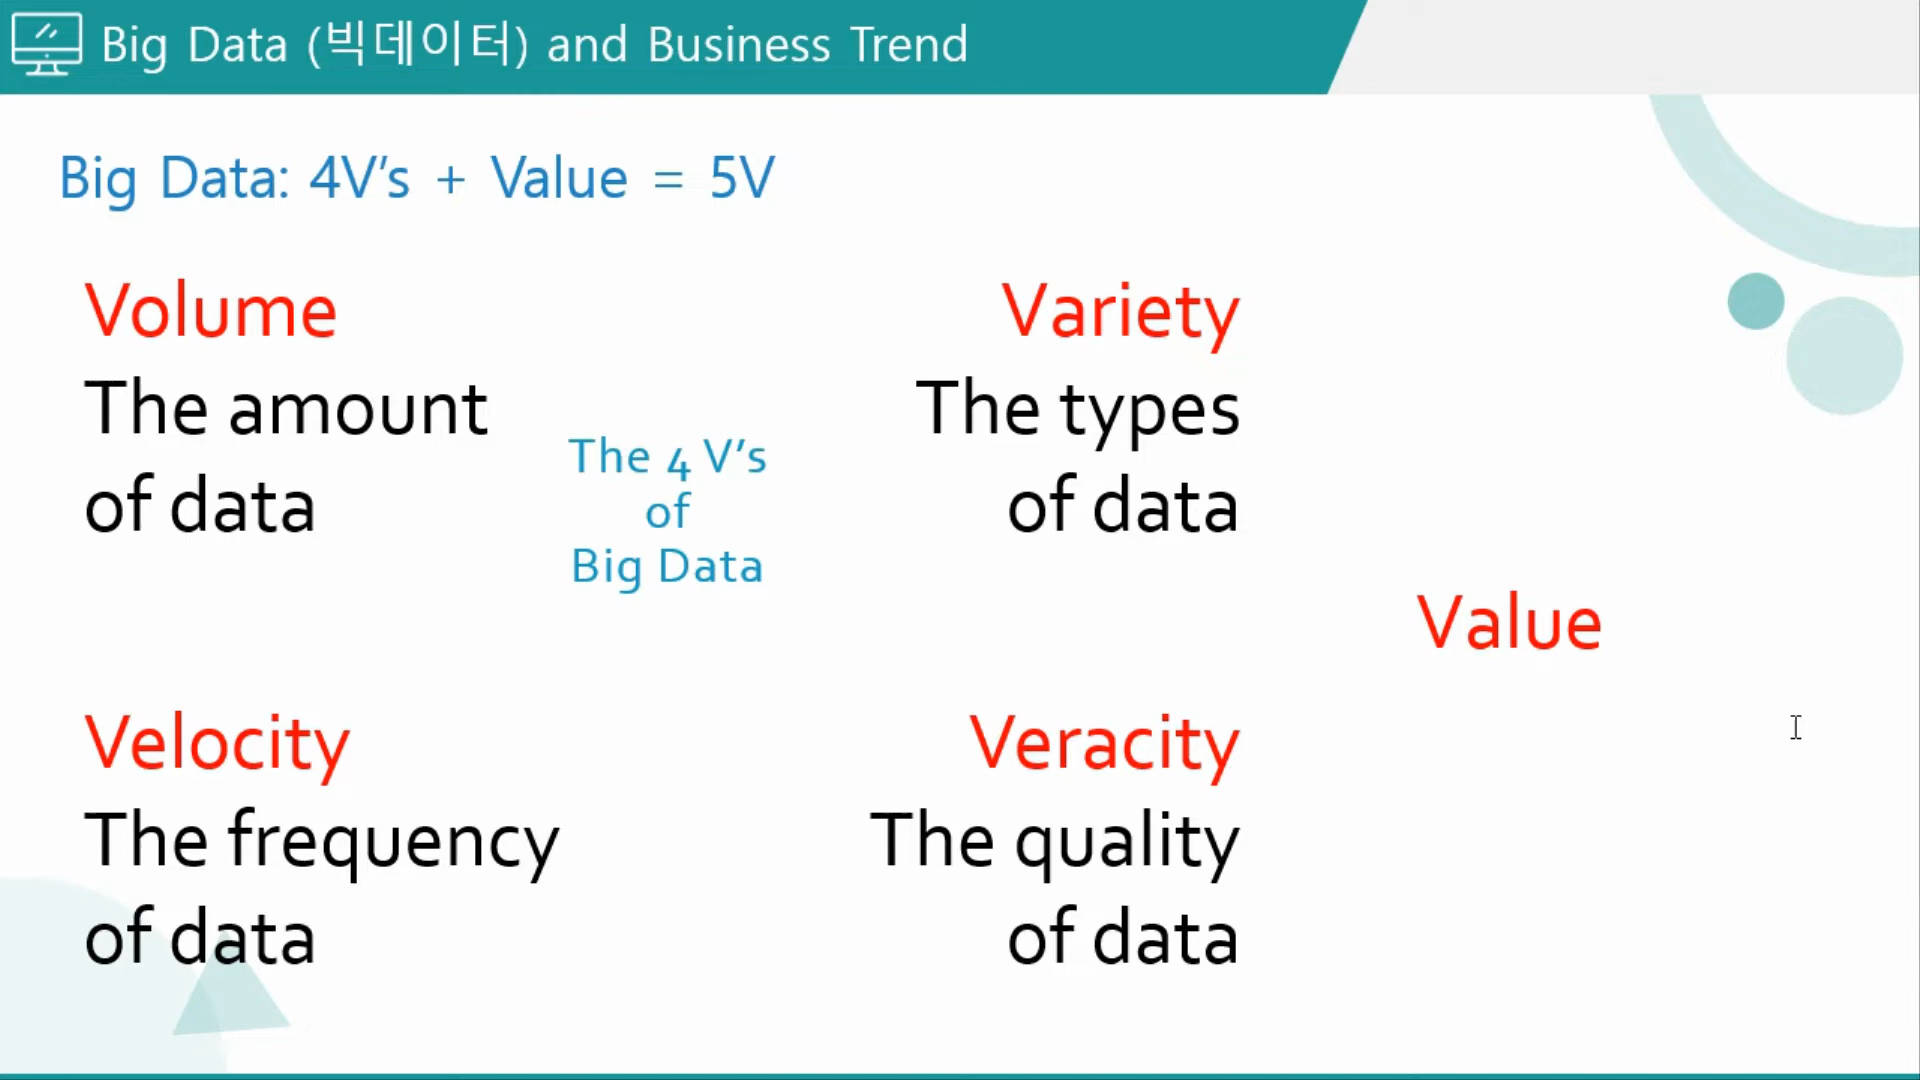 Big Data (빅데이터) and Business Trend
Big Data: 4V’s + Value = 5V
Volume
The amount
of data
The 4 V’s
of
Big Data
Variety
The types
of data
Value
Velocity
The frequency
of data
Veracity
The quality
of data